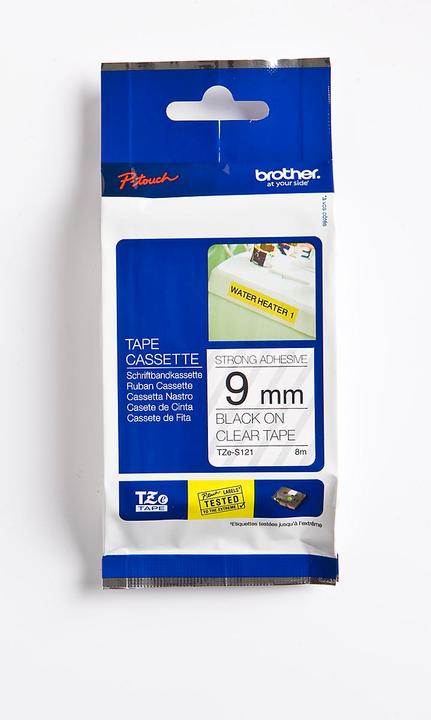 P-touch
brother.
at your side
WATER HEATER 1
TAPE
CASSETTE
Schriftbandkassette
Ruban Cassette
Cassetta Nastro
Casete de Cinta
Cassete de Fita
STRONG ADHESIVE
9 mm
BLACK ON
CLEAR TAPE
TZe-S121 8m
TZe
TAPE
P-touch LABELS*
TESTED
TO THE EXTREME
*Etiquettes testées jusqu'à l'extrême